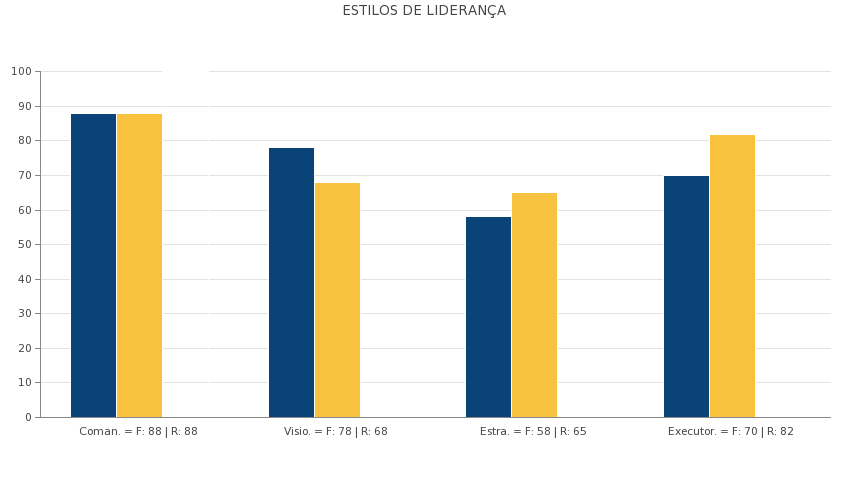 ESTILOS DE LIDERANÇA
100
90
80
70
60
50
40
30
20
10
0
Coman. = F: 88 | R: 88
Visio. = F: 78 | R: 68
Estra. = F: 58 | R: 65
Executor. = F: 70 | R: 82